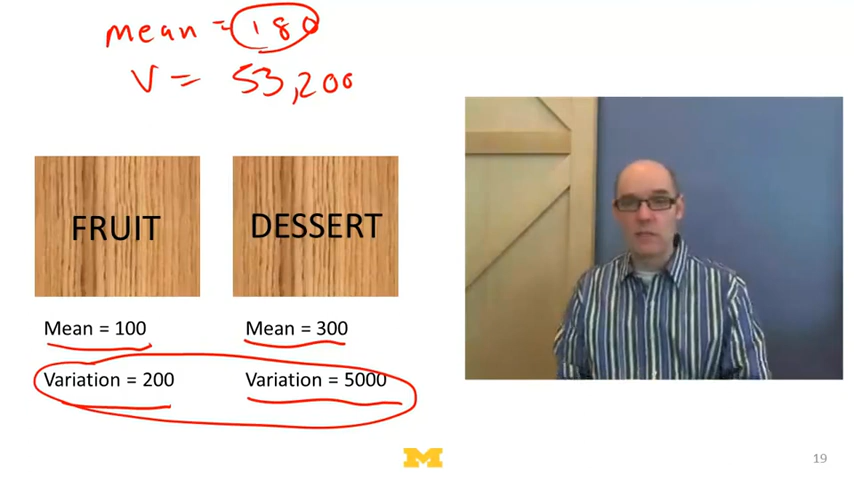 mean = 180
V = 53,200
FRUIT
DESSERT
Mean = 100
Mean = 300
Variation = 200
Variation = 5000
M
19